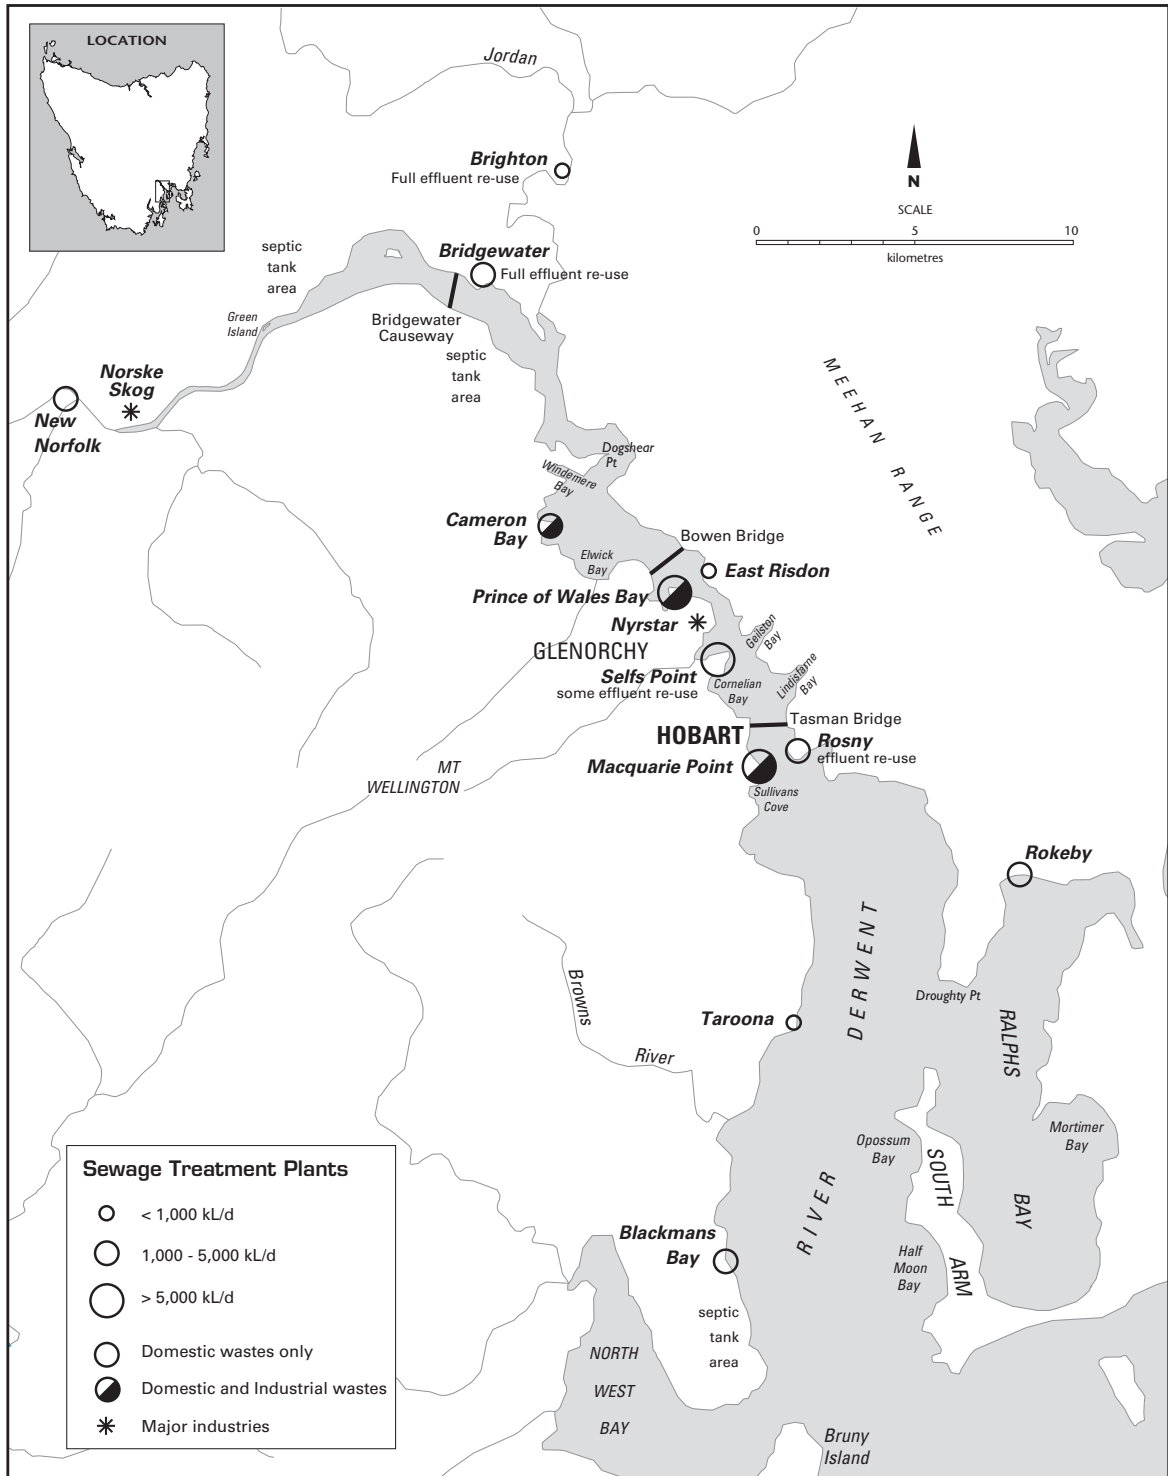 LOCATION
Jordan
Brighton
Full effluent re-use
N
SCALE
0 5 10
kilometres
septic
tank
area
Bridgewater
Full effluent re-use
Green
Island
Bridgewater
Causeway
septic
tank
area
Norske
Skog
New
Norfolk
MEEHAN RANGE
Dogshear
Pt
Windemere
Bay
Cameron
Bay
Elwick
Bay
Bowen Bridge
East Risdon
Prince of Wales Bay
Nyrstar
Geilston
Bay
GLENORCHY
Selfs Point
some effluent re-use
Cornelian
Bay
Lindisfarne
Bay
Tasman Bridge
HOBART
Rosny
effluent re-use
Macquarie Point
Sullivans
Cove
MT
WELLINGTON
Rokeby
DERWENT
RIVER
Browns
River
Taroona
Droughty Pt
RALPHS
BAY
Mortimer
Bay
Opossum
Bay
SOUTH
ARM
Half
Moon
Bay
Blackmans
Bay
septic
tank
area
NORTH
WEST
BAY
Bruny
Island
Sewage Treatment Plants
< 1,000 kL/d
1,000 - 5,000 kL/d
> 5,000 kL/d
Domestic wastes only
Domestic and Industrial wastes
Major industries